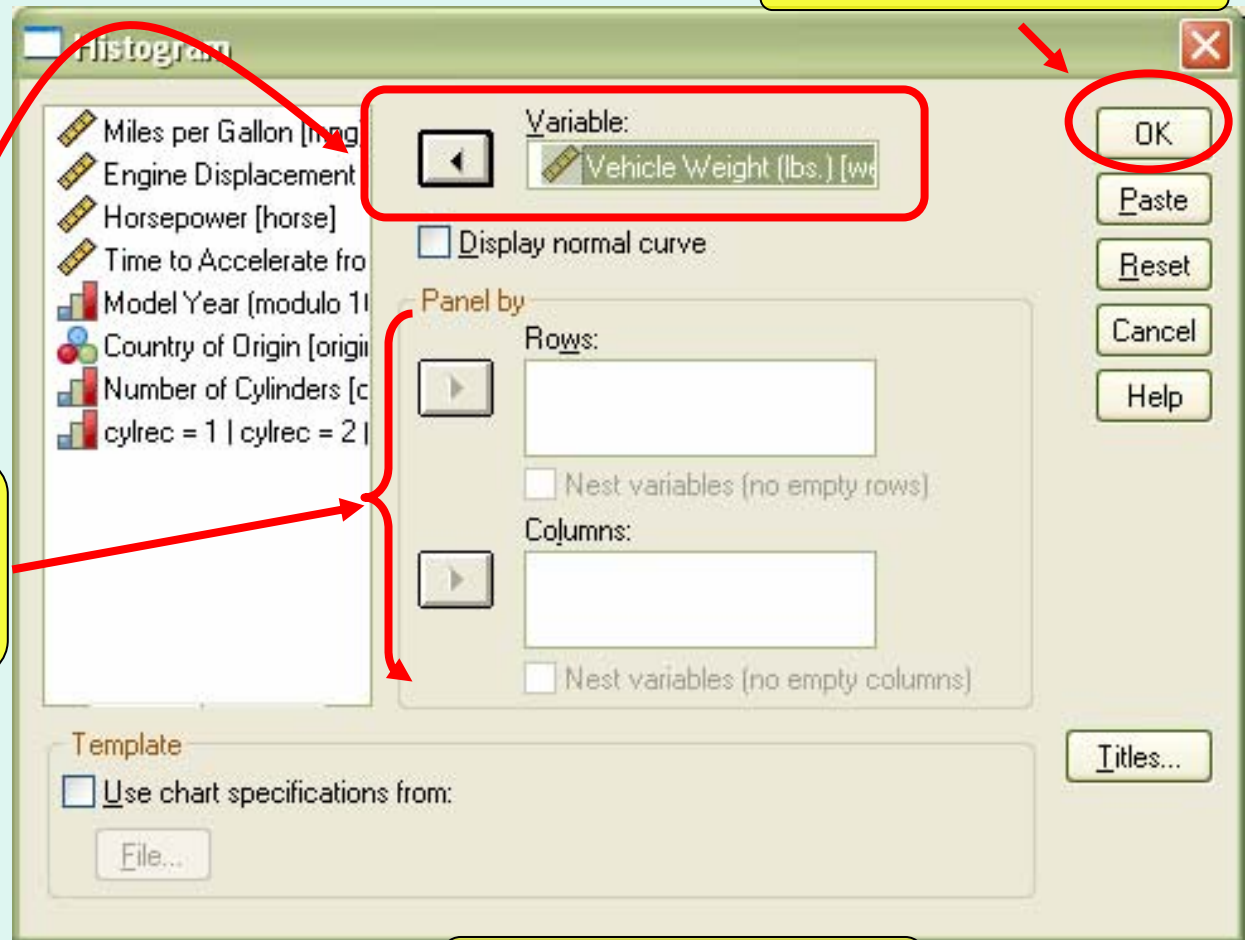 Histogram
Miles per Gallon [mpg]
Engine Displacement
Horsepower [horse]
Time to Accelerate fro
Model Year (modulo 1
Country of Origin [origi
Number of Cylinders [c
cylrec = 1 | cylrec = 2 |
Variable:
Vehicle Weight (lbs.) [we
Display normal curve
Panel by
Rows:
Nest variables (no empty rows)
Columns:
Nest variables (no empty columns)
OK
Paste
Reset
Cancel
Help
Template
Use chart specifications from:
File...
Titles...